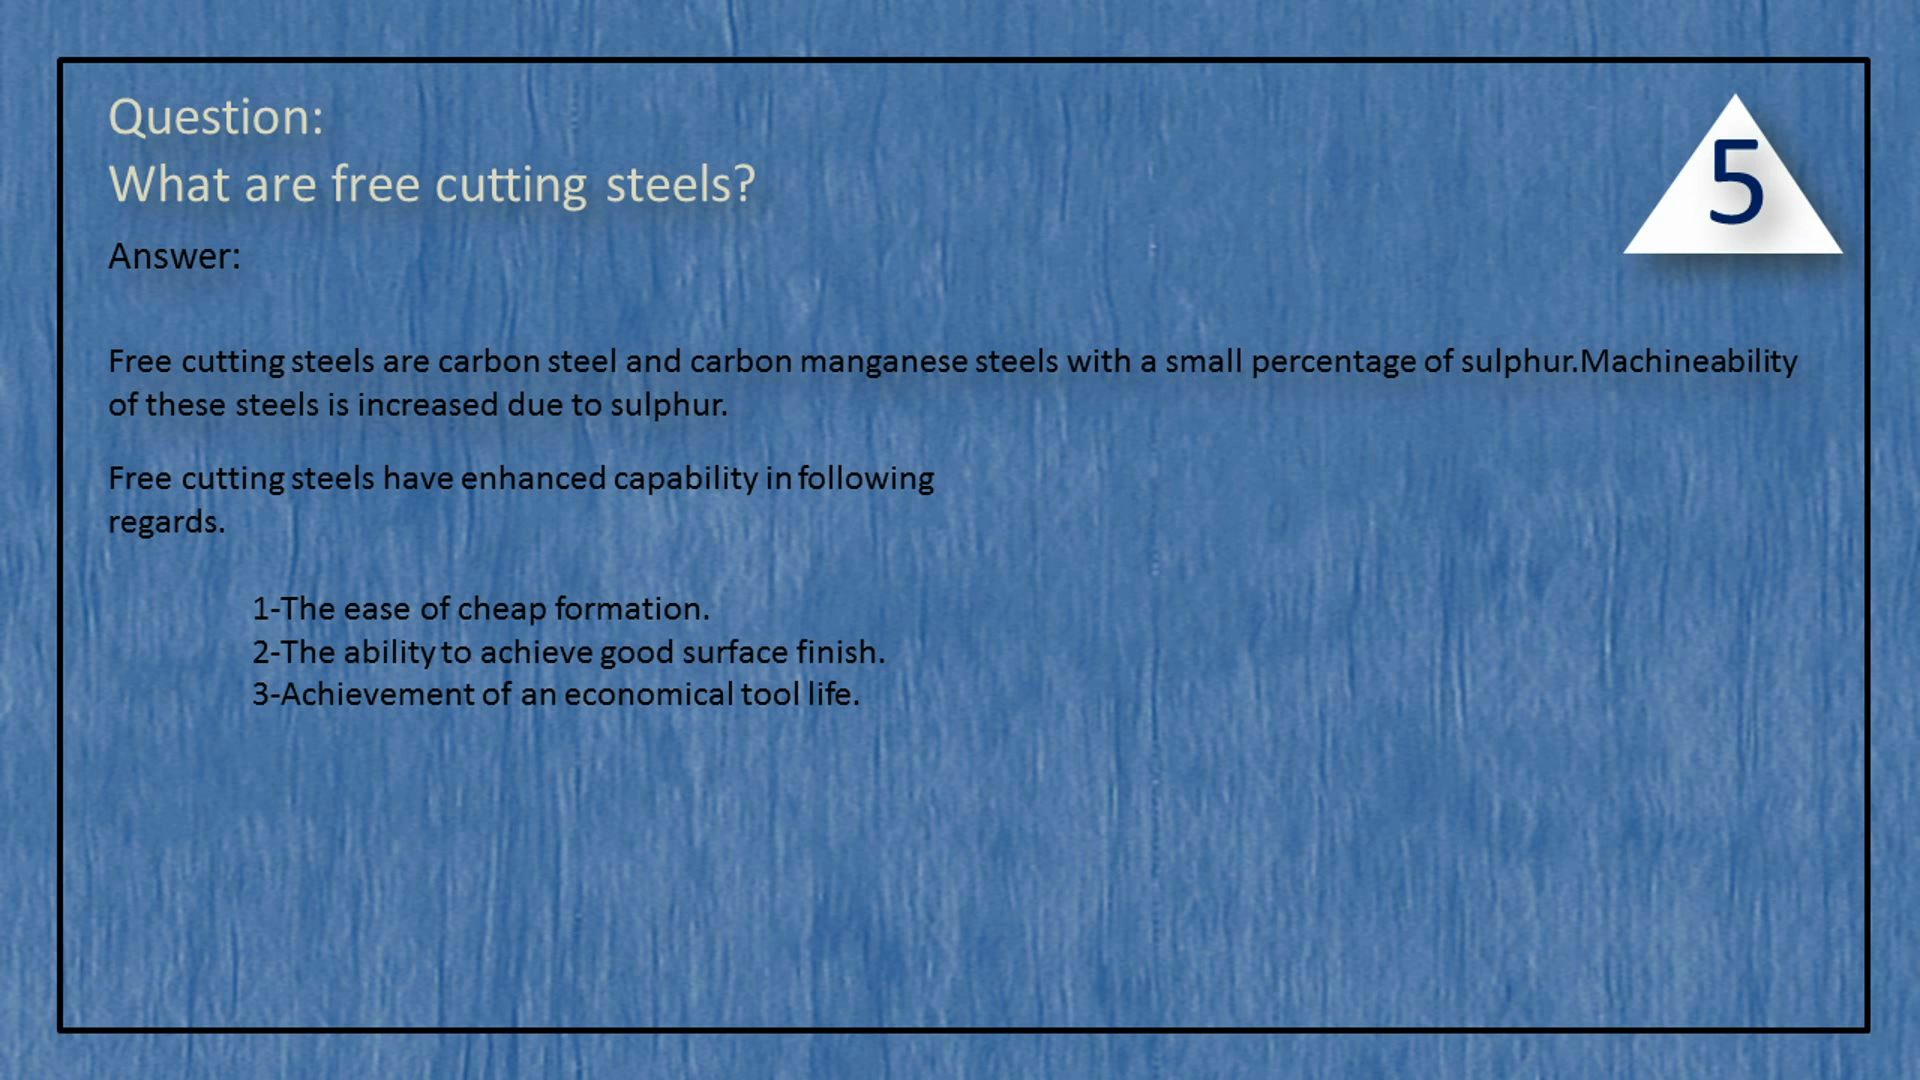 Question:
What are free cutting steels?
5
Answer:
Free cutting steels are carbon steel and carbon manganese steels with a small percentage of sulphur.Machineability
of these steels is increased due to sulphur.
Free cutting steels have enhanced capability in following
regards.
1-The ease of cheap formation.
2-The ability to achieve good surface finish.
3-Achievement of an economical tool life.